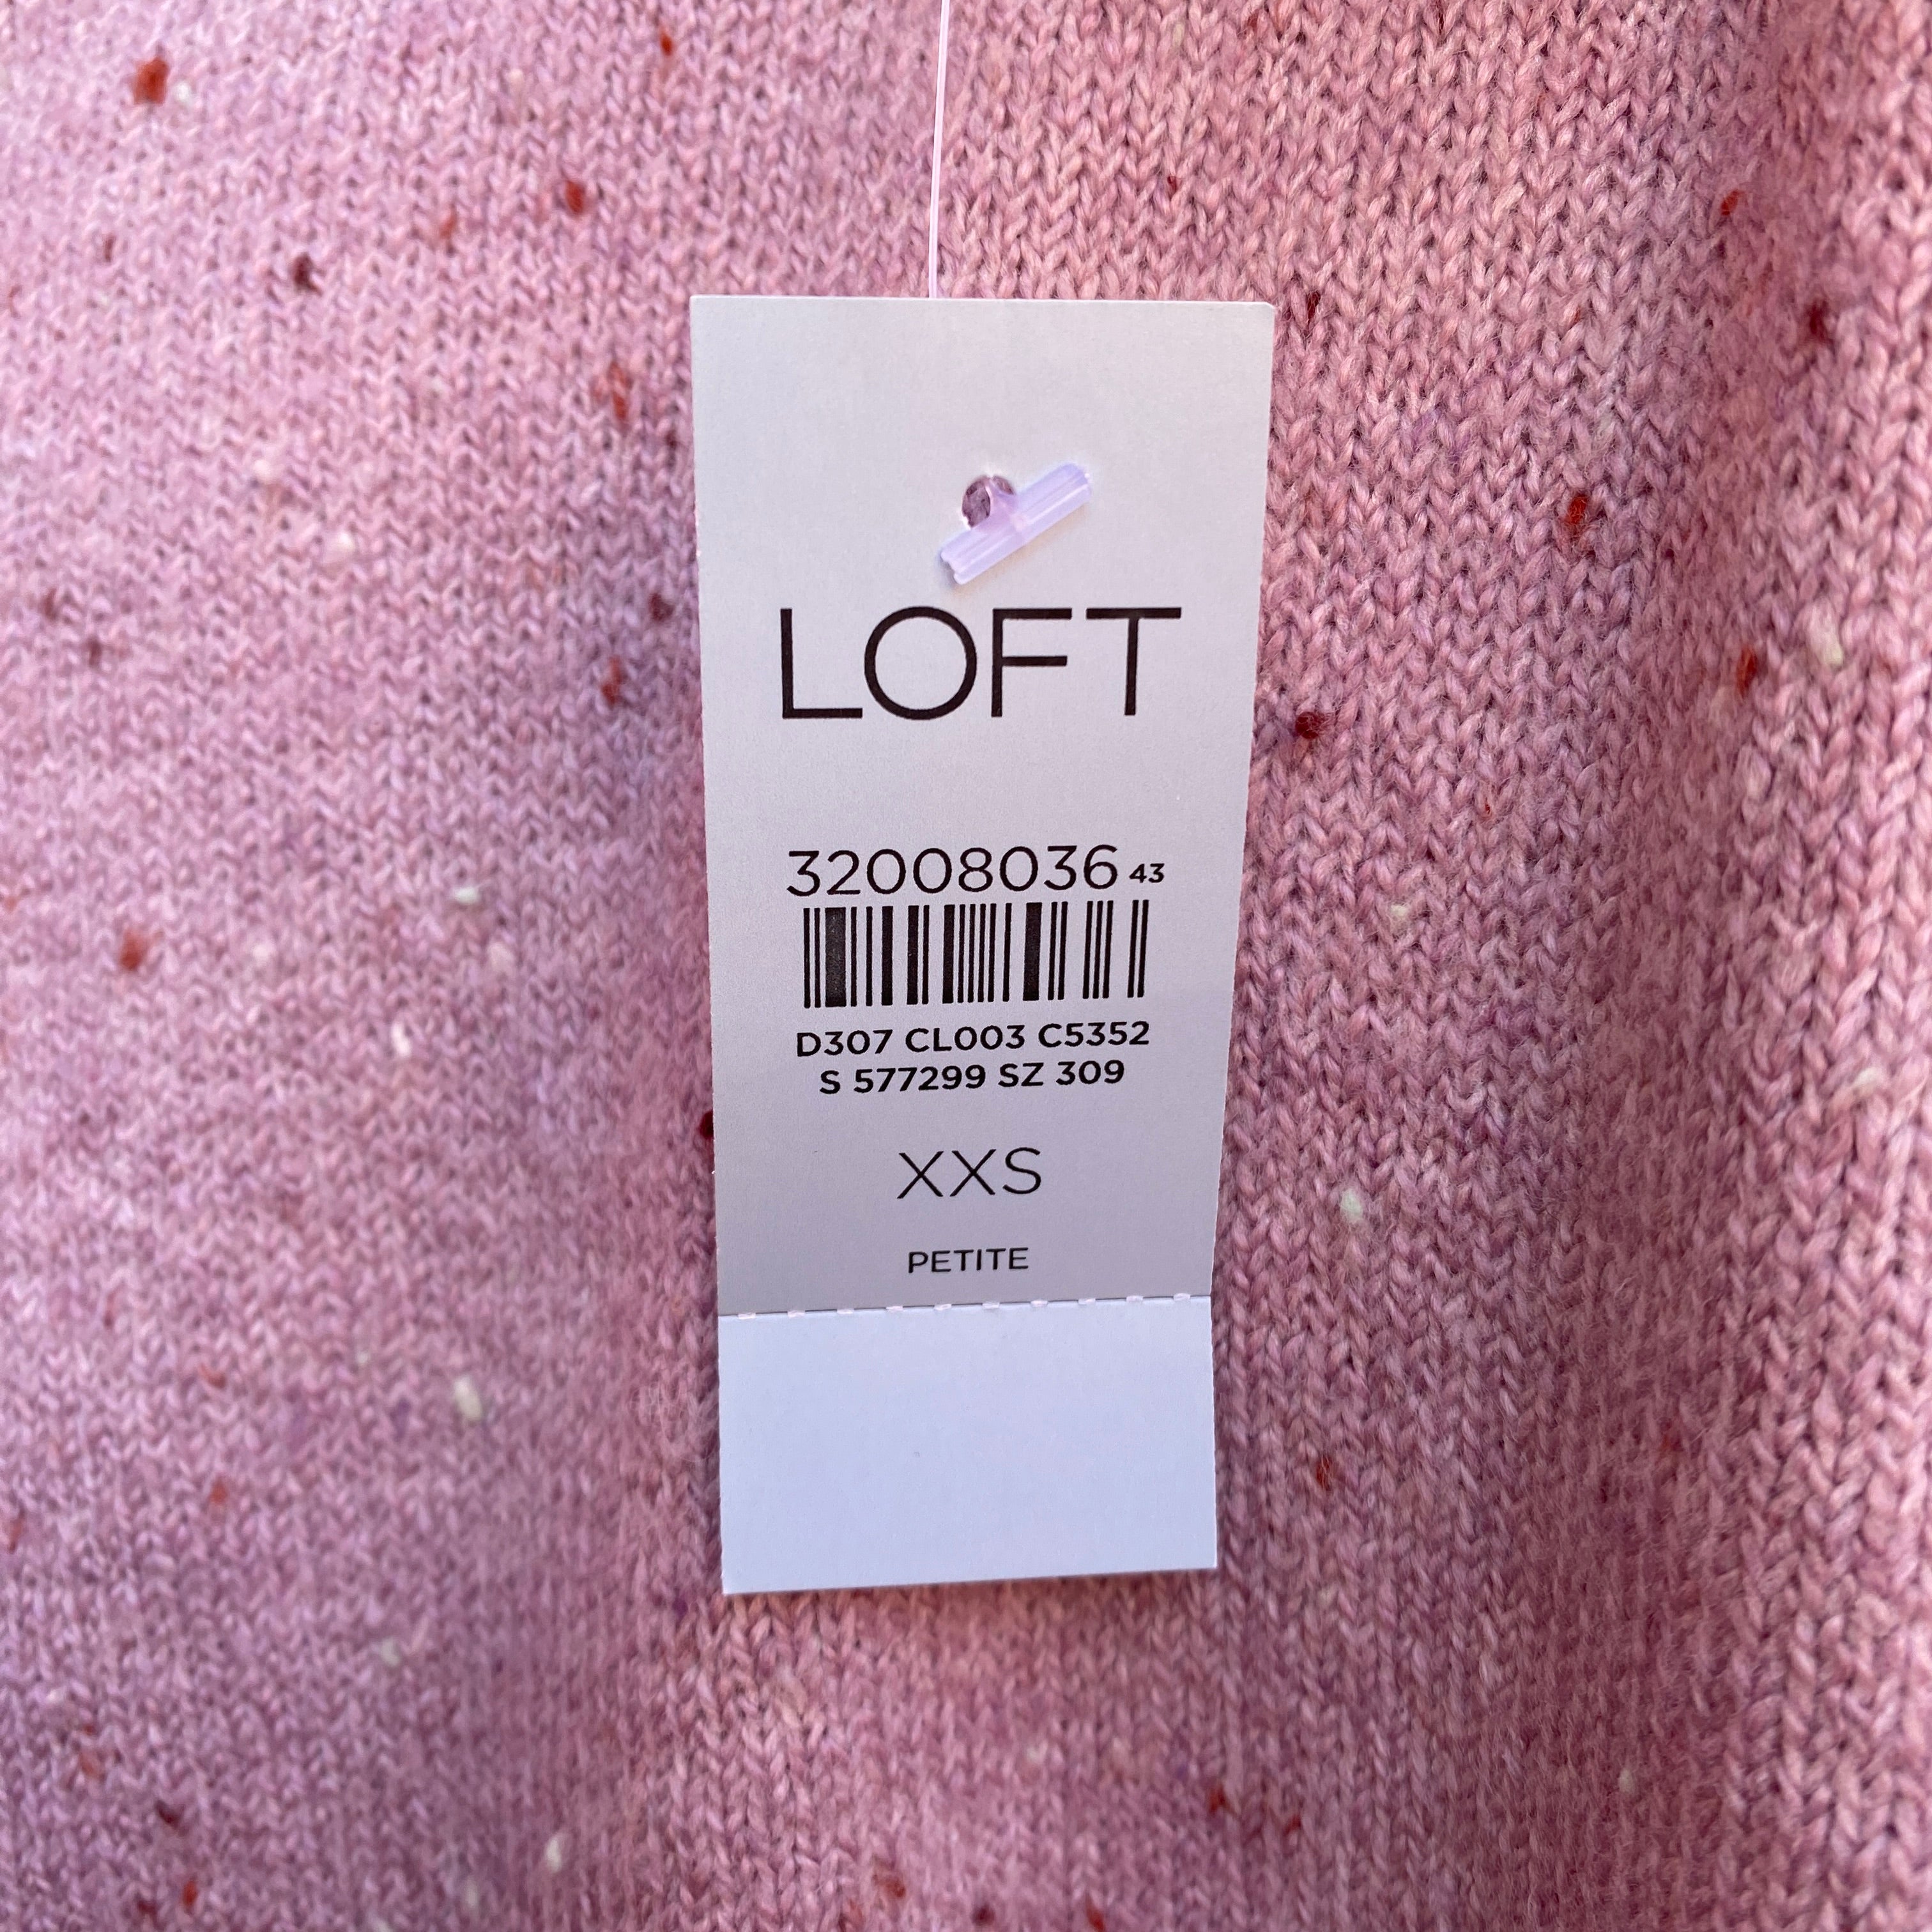 LOFT
32008036 43
D307 CL003 C5352
S 577299 SZ 309
XXS
PETITE